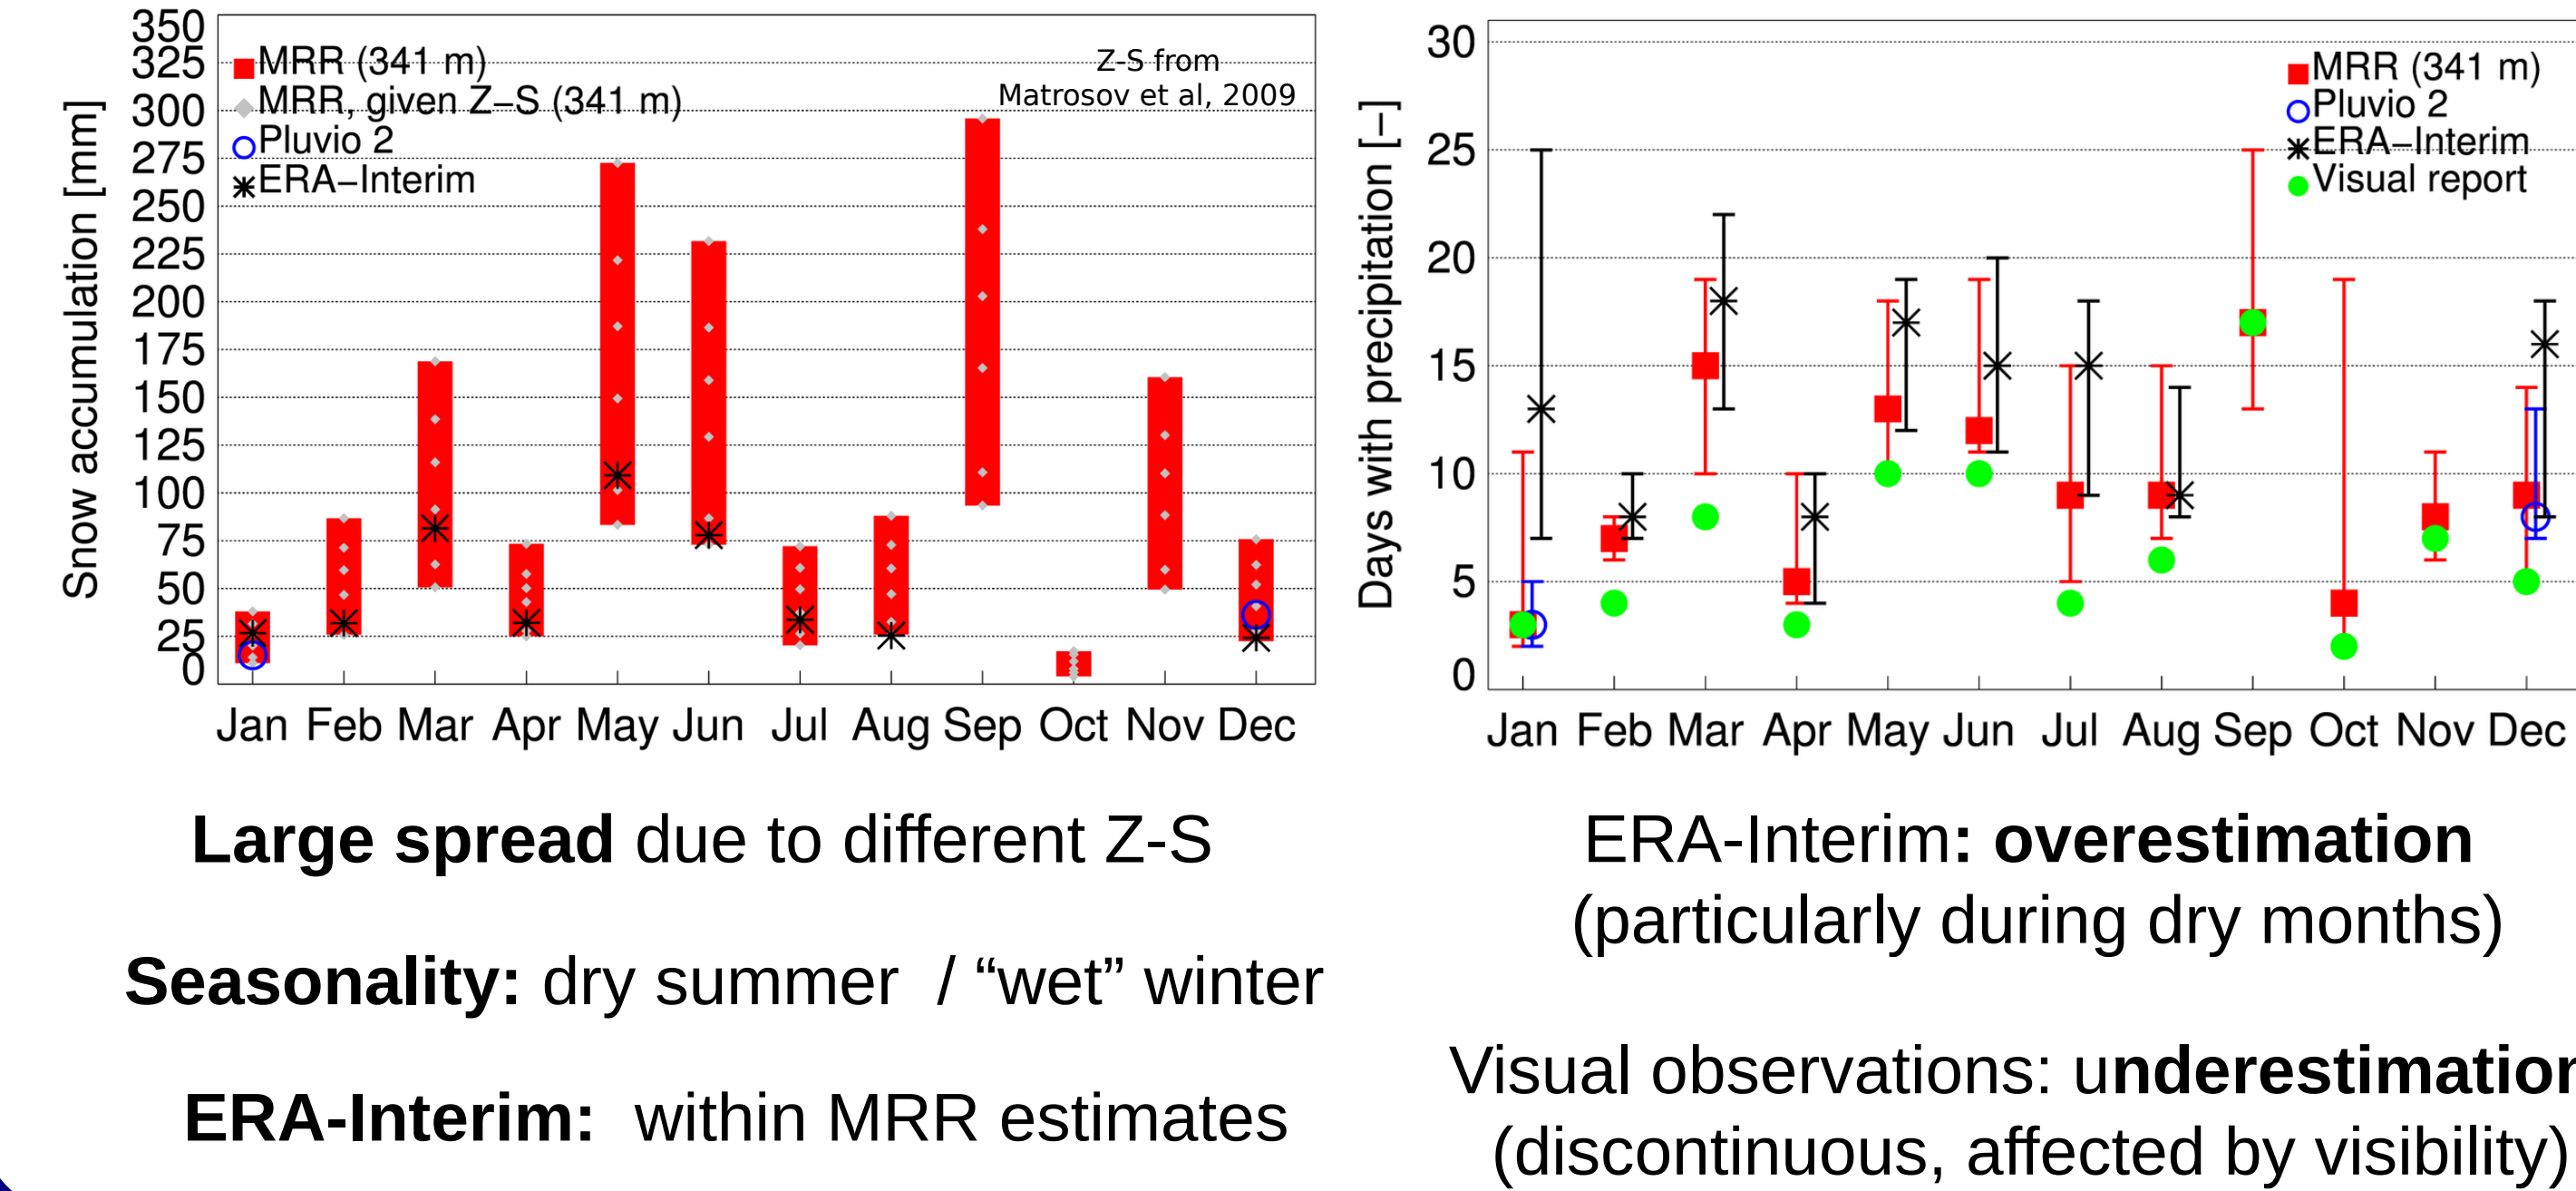 Snow accumulation [mm]
350
325
300
275
250
225
200
175
150
125
100
75
50
25
0
MRR (341 m)
MRR, given Z−S (341 m)
Pluvio 2
ERA−Interim
Z-S from
Matrosov et al, 2009
Jan Feb Mar Apr May Jun Jul Aug Sep Oct Nov Dec
Days with precipitation [−]
30
25
20
15
10
5
0
MRR (341 m)
Pluvio 2
ERA−Interim
Visual report
Jan Feb Mar Apr May Jun Jul Aug Sep Oct Nov Dec
Large spread due to different Z-S
Seasonality: dry summer / “wet” winter
ERA-Interim: within MRR estimates
ERA-Interim: overestimation
(particularly during dry months)
Visual observations: underestimation
(discontinuous, affected by visibility)